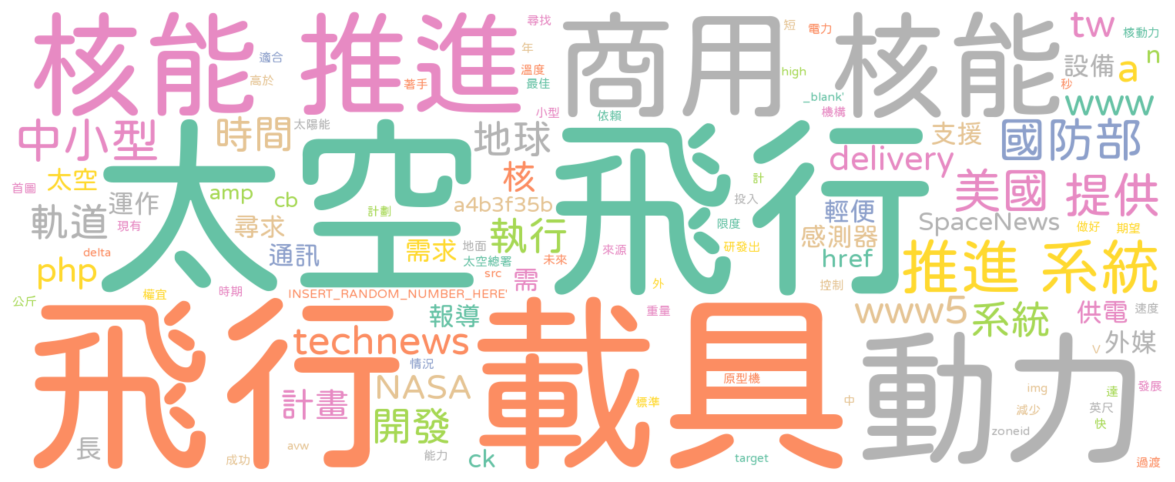 核能 推進 商用 核能
尋找 年 適合 高於 著手 溫度 最佳 小型
短 電力 high _blank' 依賴 機構
tw 核動力 n 設備 a 秒 www
中小型 時間 太陽能 地球 支援 國防部
太空飛行
delivery 美國 提供
首圖 太空 amp cb 核 a4b3f35b 輕便 SpaceNews 做好 期望
軌道 運作 現有 尋求 計劃 需求 地面 執行 投入 限度 感測器
delta 通訊 太空總署 未來 來源 研發出 href 推進 系統
php src 需 外 控制
公斤 權宜 時期 INSERT_RANDOM_NUMBER_HERE' 報導 重量 www5 系統 供電 速度
飛行載具
動力
technews 情況 v 外媒
計畫 NASA 開發 原型機 標準 中 img 減少 達 英尺 快 發展
長 成功 avw 能力 ck target zoneid 過渡